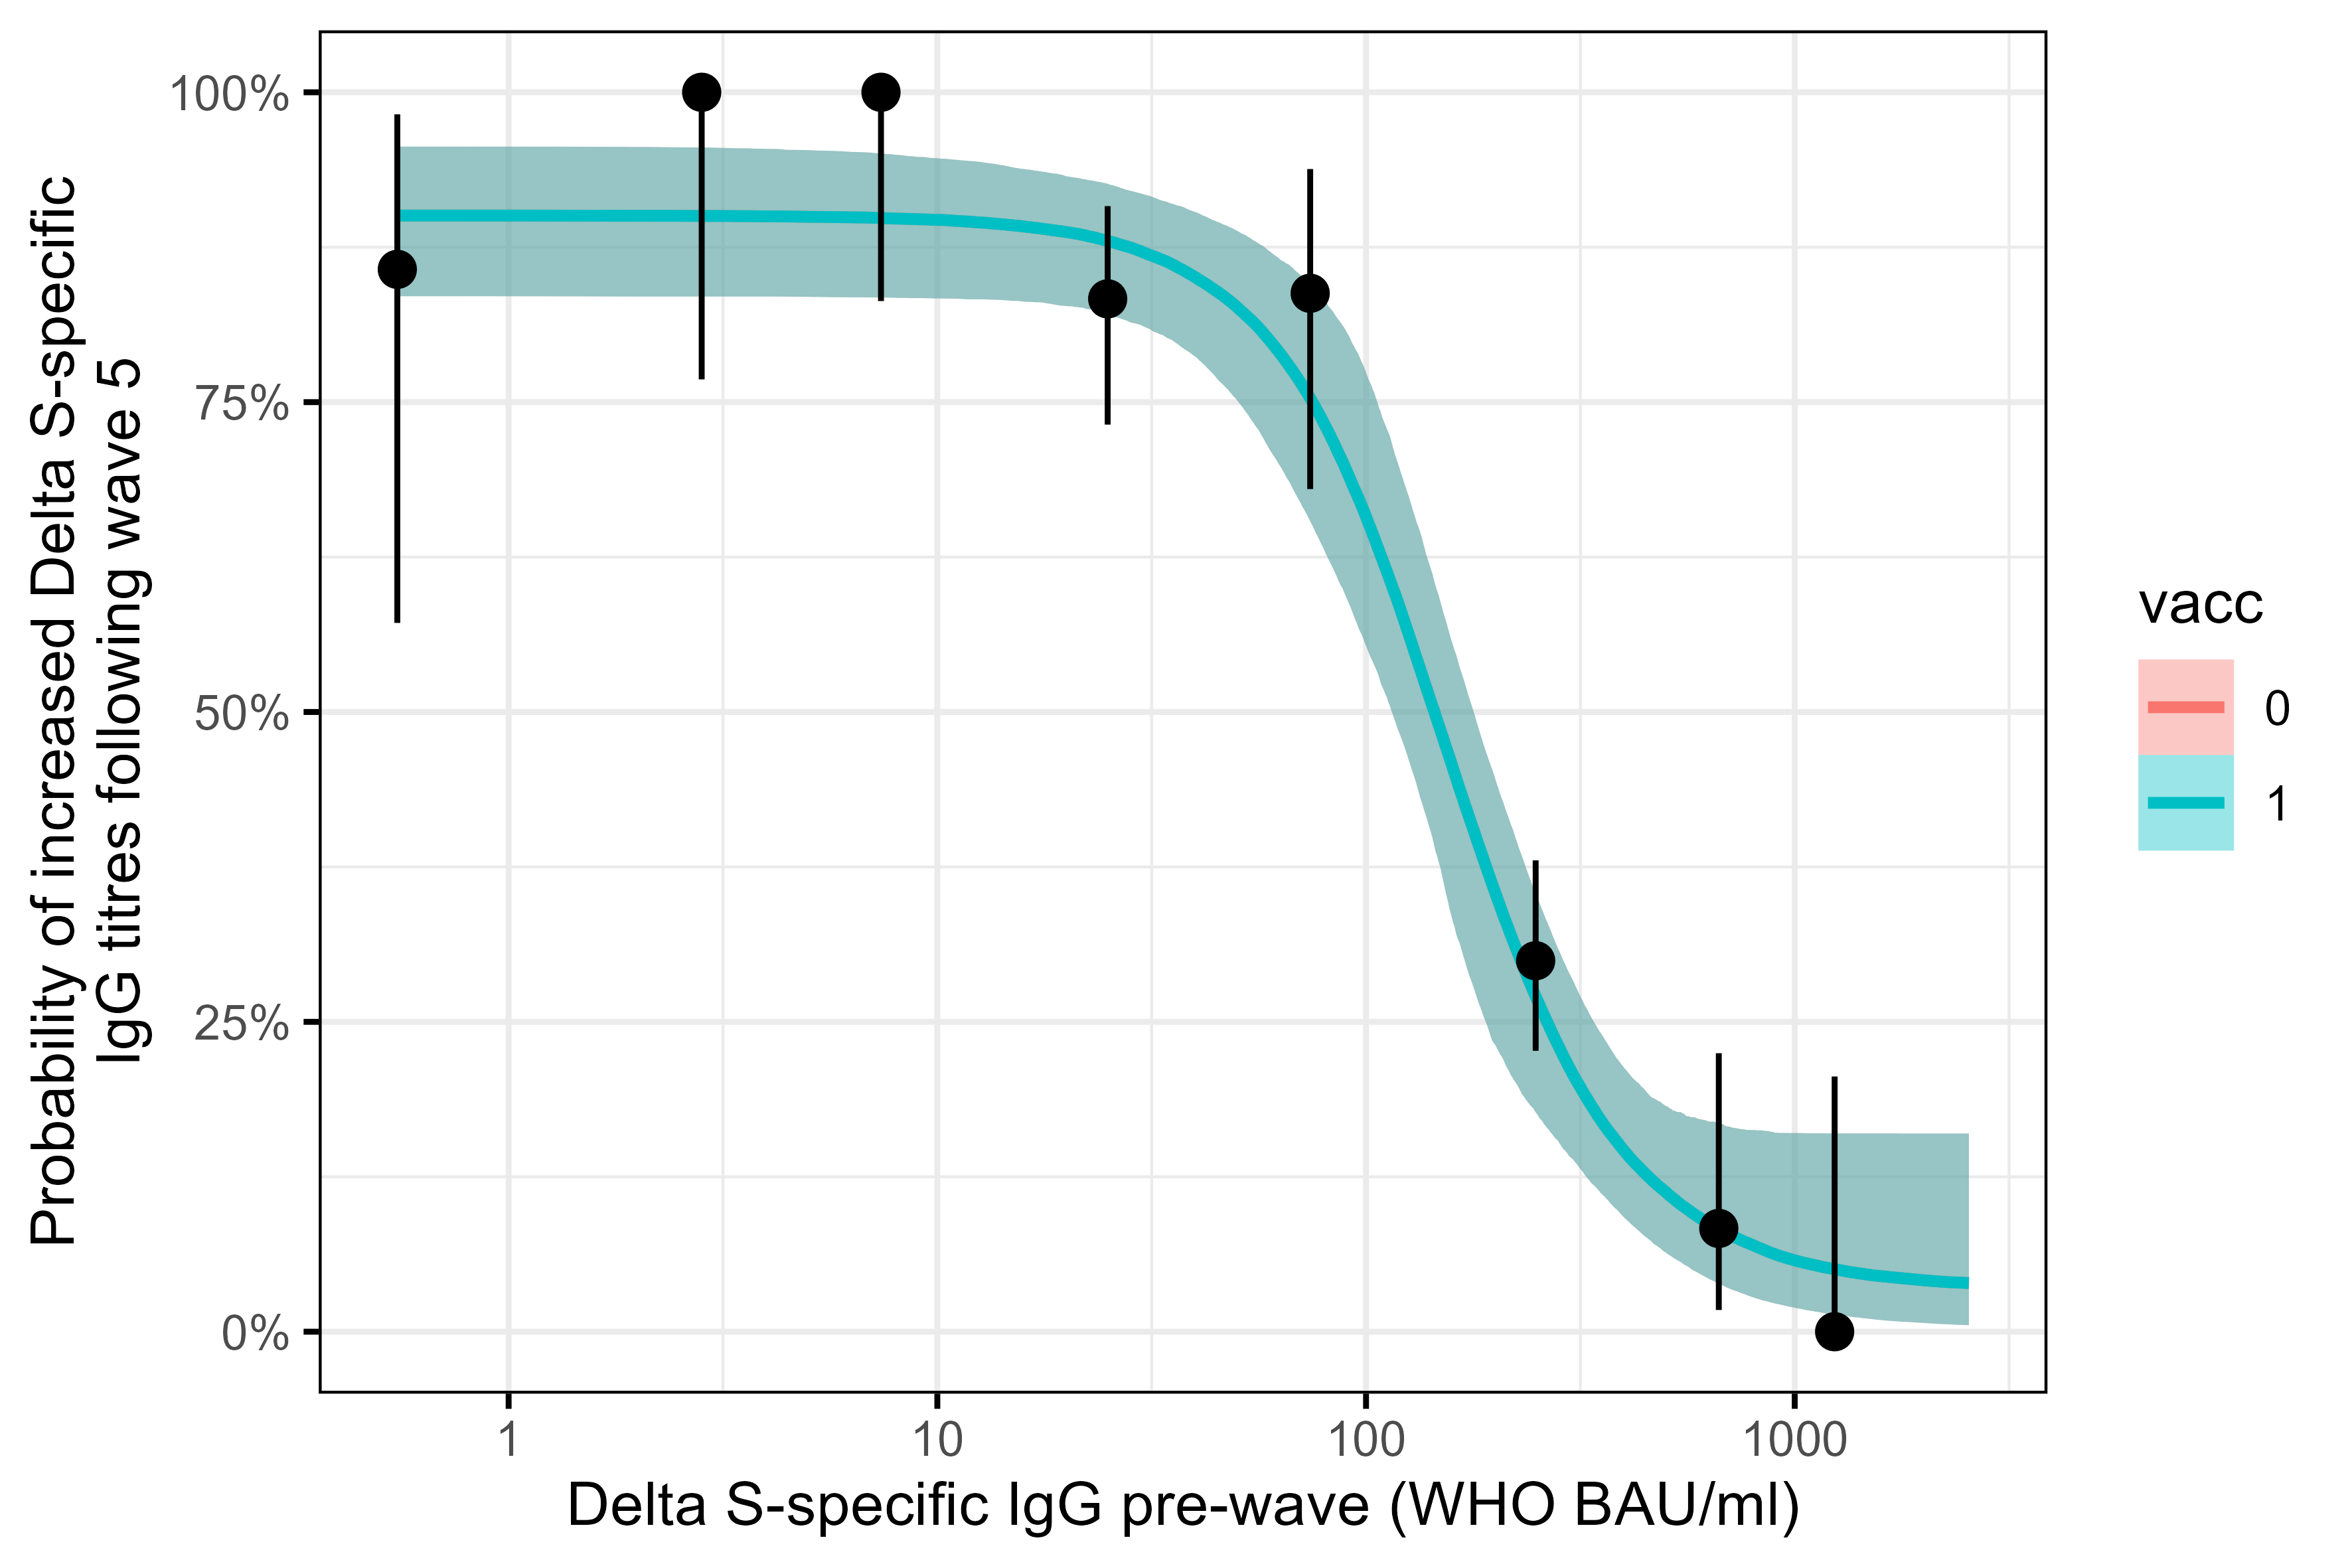 Probability of increased Delta S-specific
IgG titres following wave 5
100%
75%
50%
25%
0%
1
10
100
1000
Delta S-specific IgG pre-wave (WHO BAU/ml)
vacc
0
1